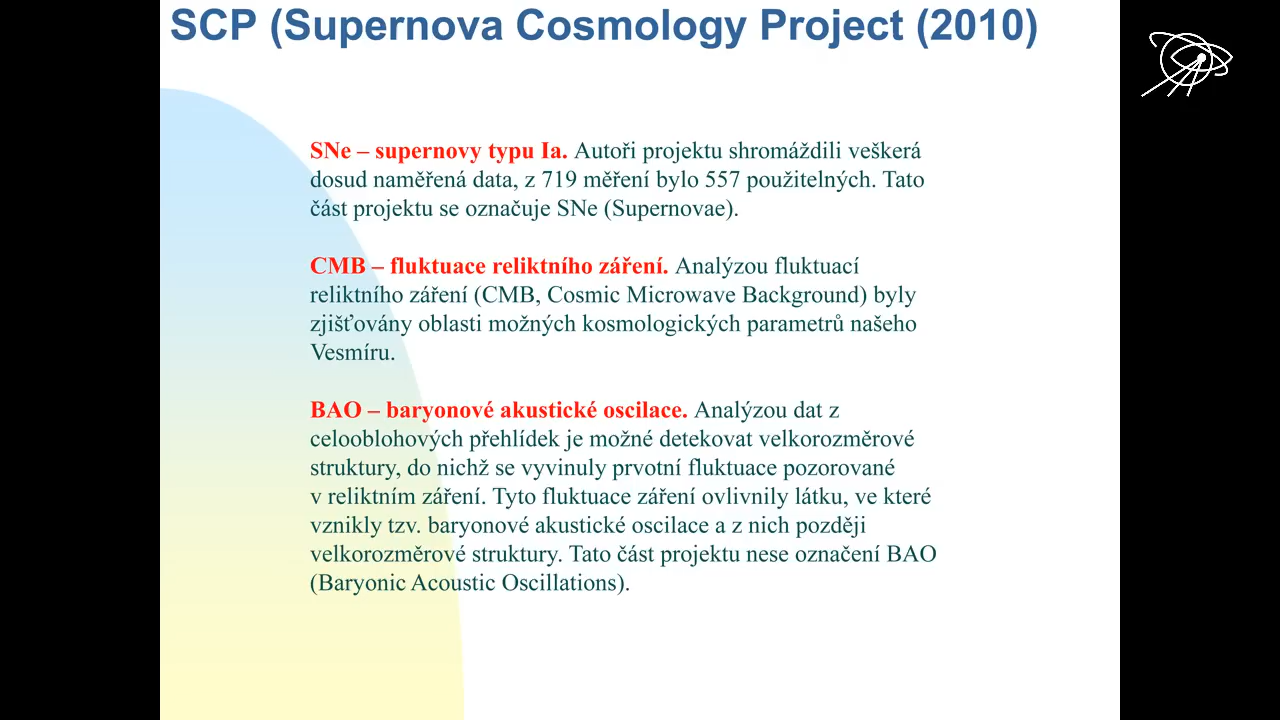 SCP (Supernova Cosmology Project (2010)
SNe – supernovy typu Ia. Autoři projektu shromáždili veškerá
dosud naměřená data, z 719 měření bylo 557 použitelných. Tato
část projektu se označuje SNe (Supernovae).
CMB – fluktuace reliktního záření. Analýzou fluktuací
reliktního záření (CMB, Cosmic Microwave Background) byly
zjišťovány oblasti možných kosmologických parametrů našeho
Vesmíru.
BAO – baryonové akustické oscilace. Analýzou dat z
celooblohových přehlídek je možné detekovat velkorozměrové
struktury, do nichž se vyvinuly prvotní fluktuace pozorované
v reliktním záření. Tyto fluktuace záření ovlivnily látku, ve které
vznikly tzv. baryonové akustické oscilace a z nich později
velkorozměrové struktury. Tato část projektu nese označení BAO
(Baryonic Acoustic Oscillations).